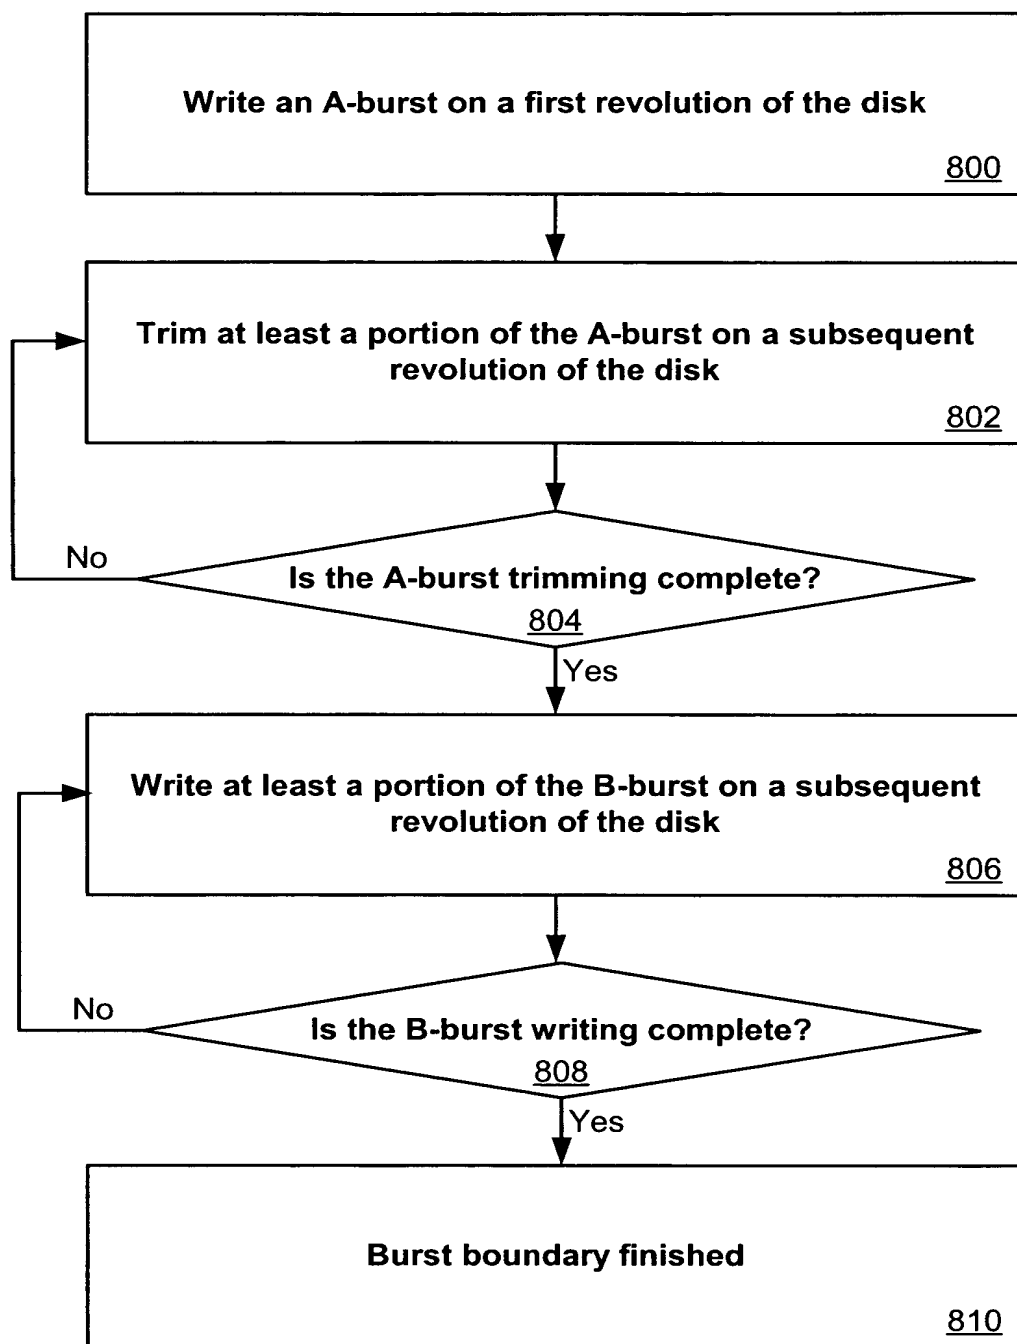 Write an A-burst on a first revolution of the disk
800
Trim at least a portion of the A-burst on a subsequent
revolution of the disk
802
No
Is the A-burst trimming complete?
804
Yes
Write at least a portion of the B-burst on a subsequent
revolution of the disk
806
No
Is the B-burst writing complete?
808
Yes
Burst boundary finished
810